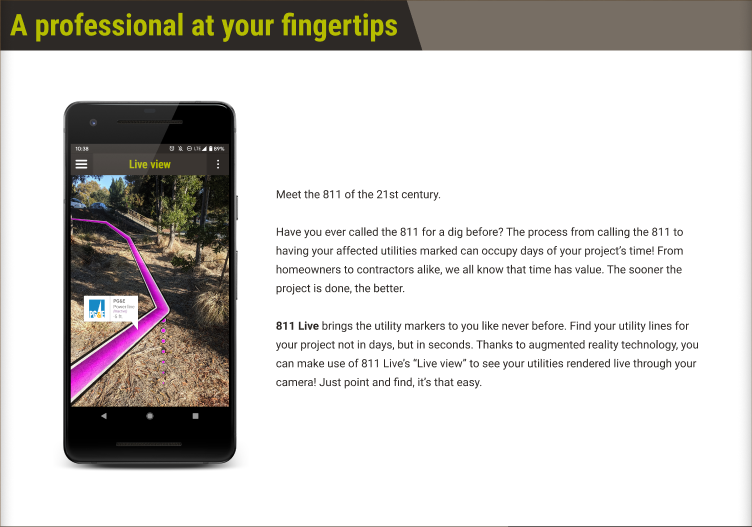 A professional at your fingertips
10:38
LTE 89%
Live view
Meet the 811 of the 21st century.
Have you ever called the 811 for a dig before? The process from calling the 811 to
having your affected utilities marked can occupy days of your project's time! From
homeowners to contractors alike, we all know that time has value. The sooner the
project is done, the better.
PG&E
PG&E
811 Live brings the utility markers to you like never before. Find your utility lines for
your project not in days, but in seconds. Thanks to augmented reality technology, you
can make use of 811 Live's “Live view” to see your utilities rendered live through your
camera! Just point and find, it's that easy.